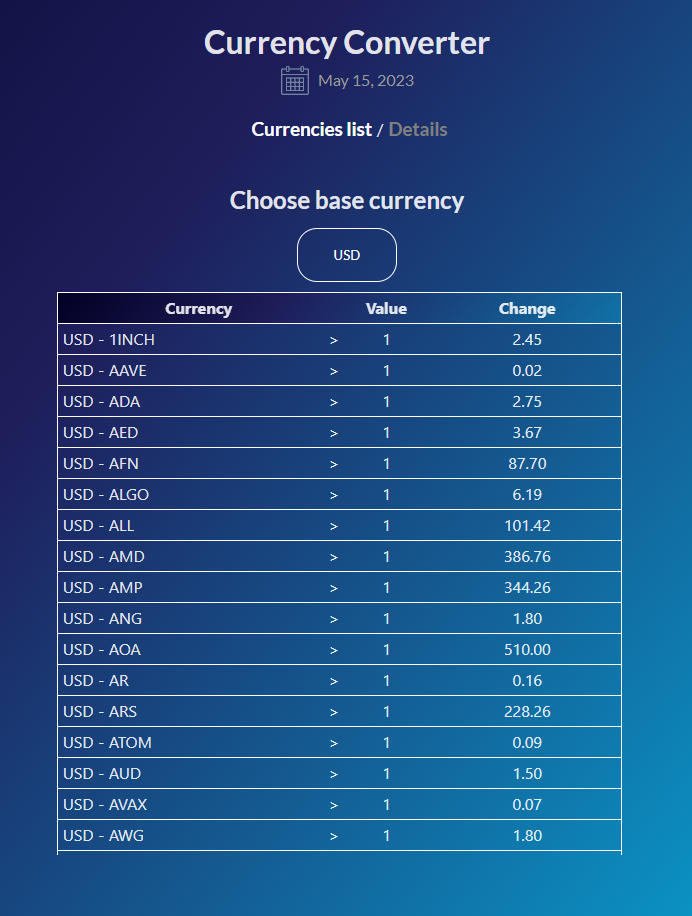 Currency Converter
May 15, 2023
Currencies list / Details
Choose base currency
USD
Currency Value Change
USD - 1INCH > 1 2.45
USD - AAVE > 1 0.02
USD - ADA > 1 2.75
USD - AED > 1 3.67
USD - AFN > 1 87.70
USD - ALGO > 1 6.19
USD - ALL > 1 101.42
USD - AMD > 1 386.76
USD - AMP > 1 344.26
USD - ANG > 1 1.80
USD - AOA > 1 510.00
USD - AR > 1 0.16
USD - ARS > 1 228.26
USD - ATOM > 1 0.09
USD - AUD > 1 1.50
USD - AVAX > 1 0.07
USD - AWG > 1 1.80